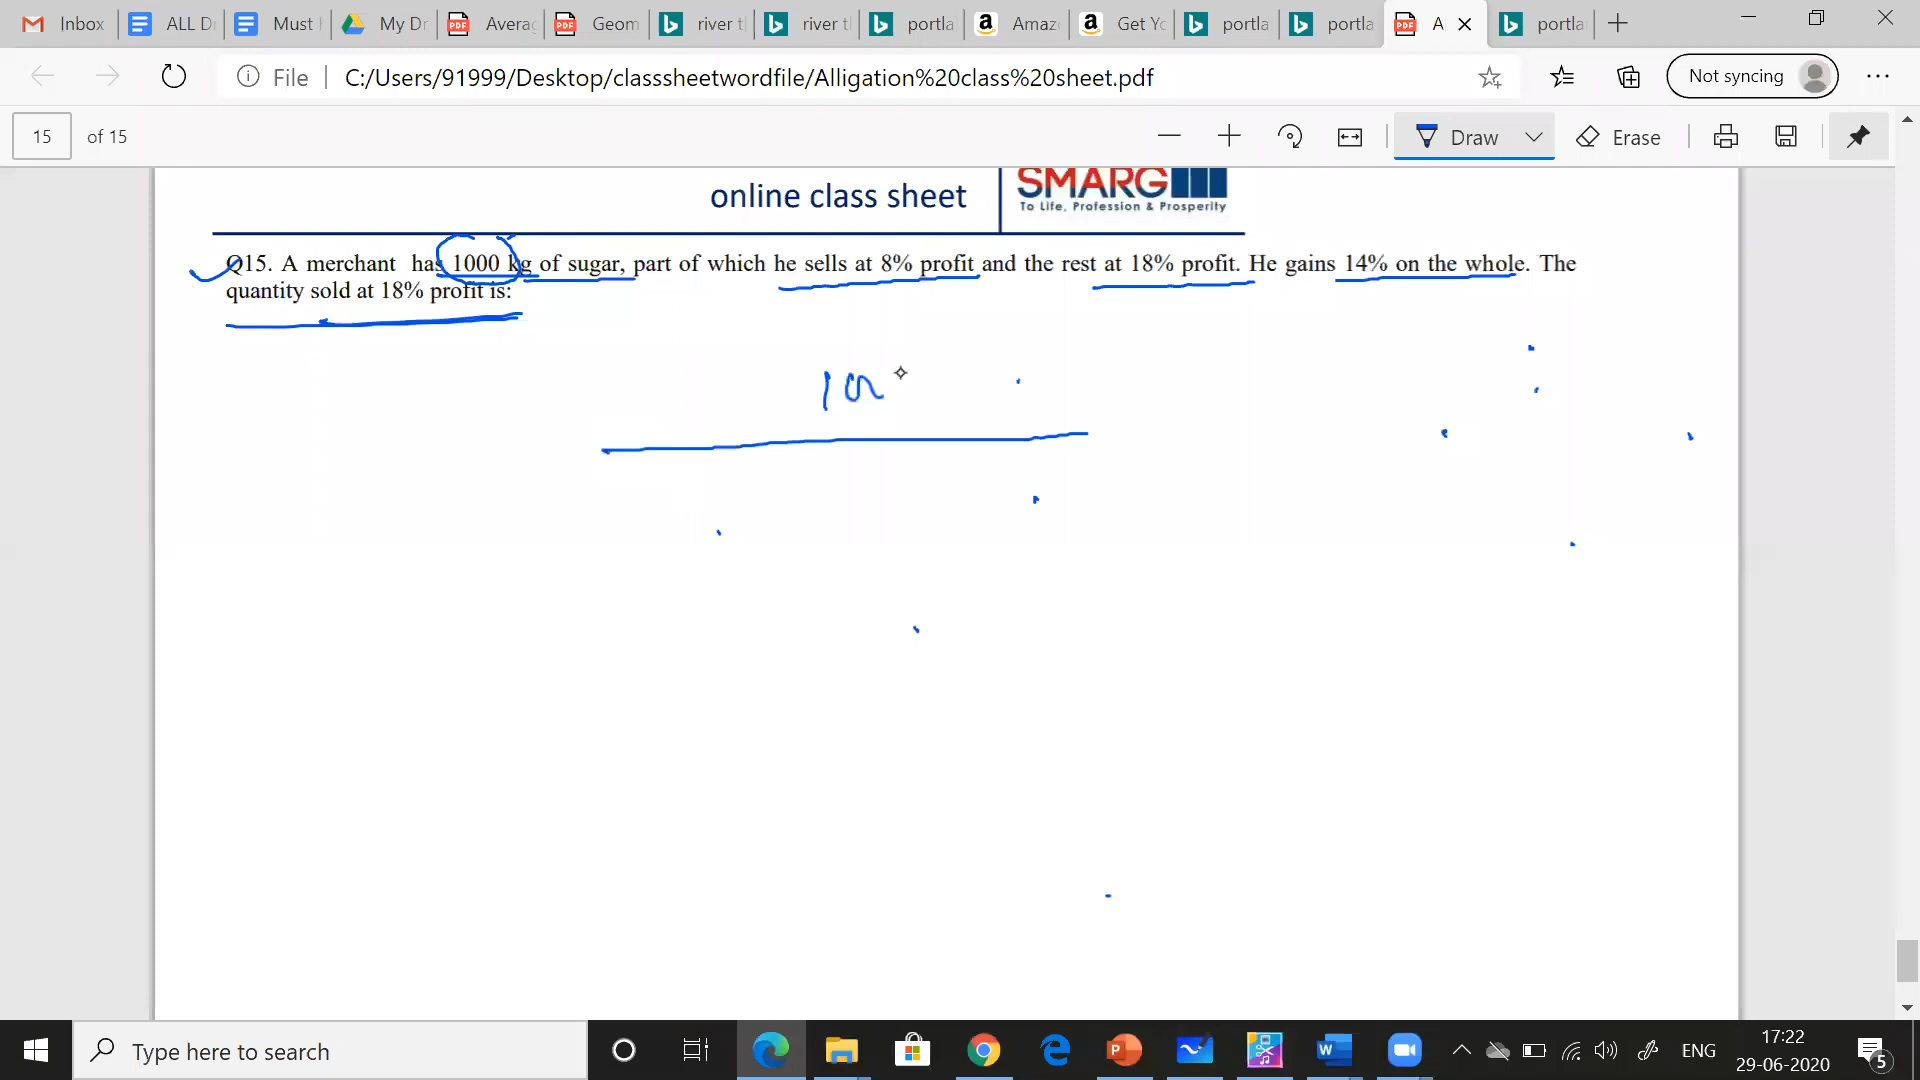 Inbox ALL Dr Must My Dr Averag Geom river t river t portla Amaz Get Yo portla portla A portla
File C:/Users/91999/Desktop/classsheetwordfile/Alligation%20class%20sheet.pdf Not syncing
15 of 15 Draw Erase
online class sheet SMARG
To Life, Profession & Prosperity
Q15. A merchant has 1000 kg of sugar, part of which he sells at 8% profit and the rest at 18% profit. He gains 14% on the whole. The
quantity sold at 18% profit is:
Type here to search ENG 17:22
29-06-2020 5